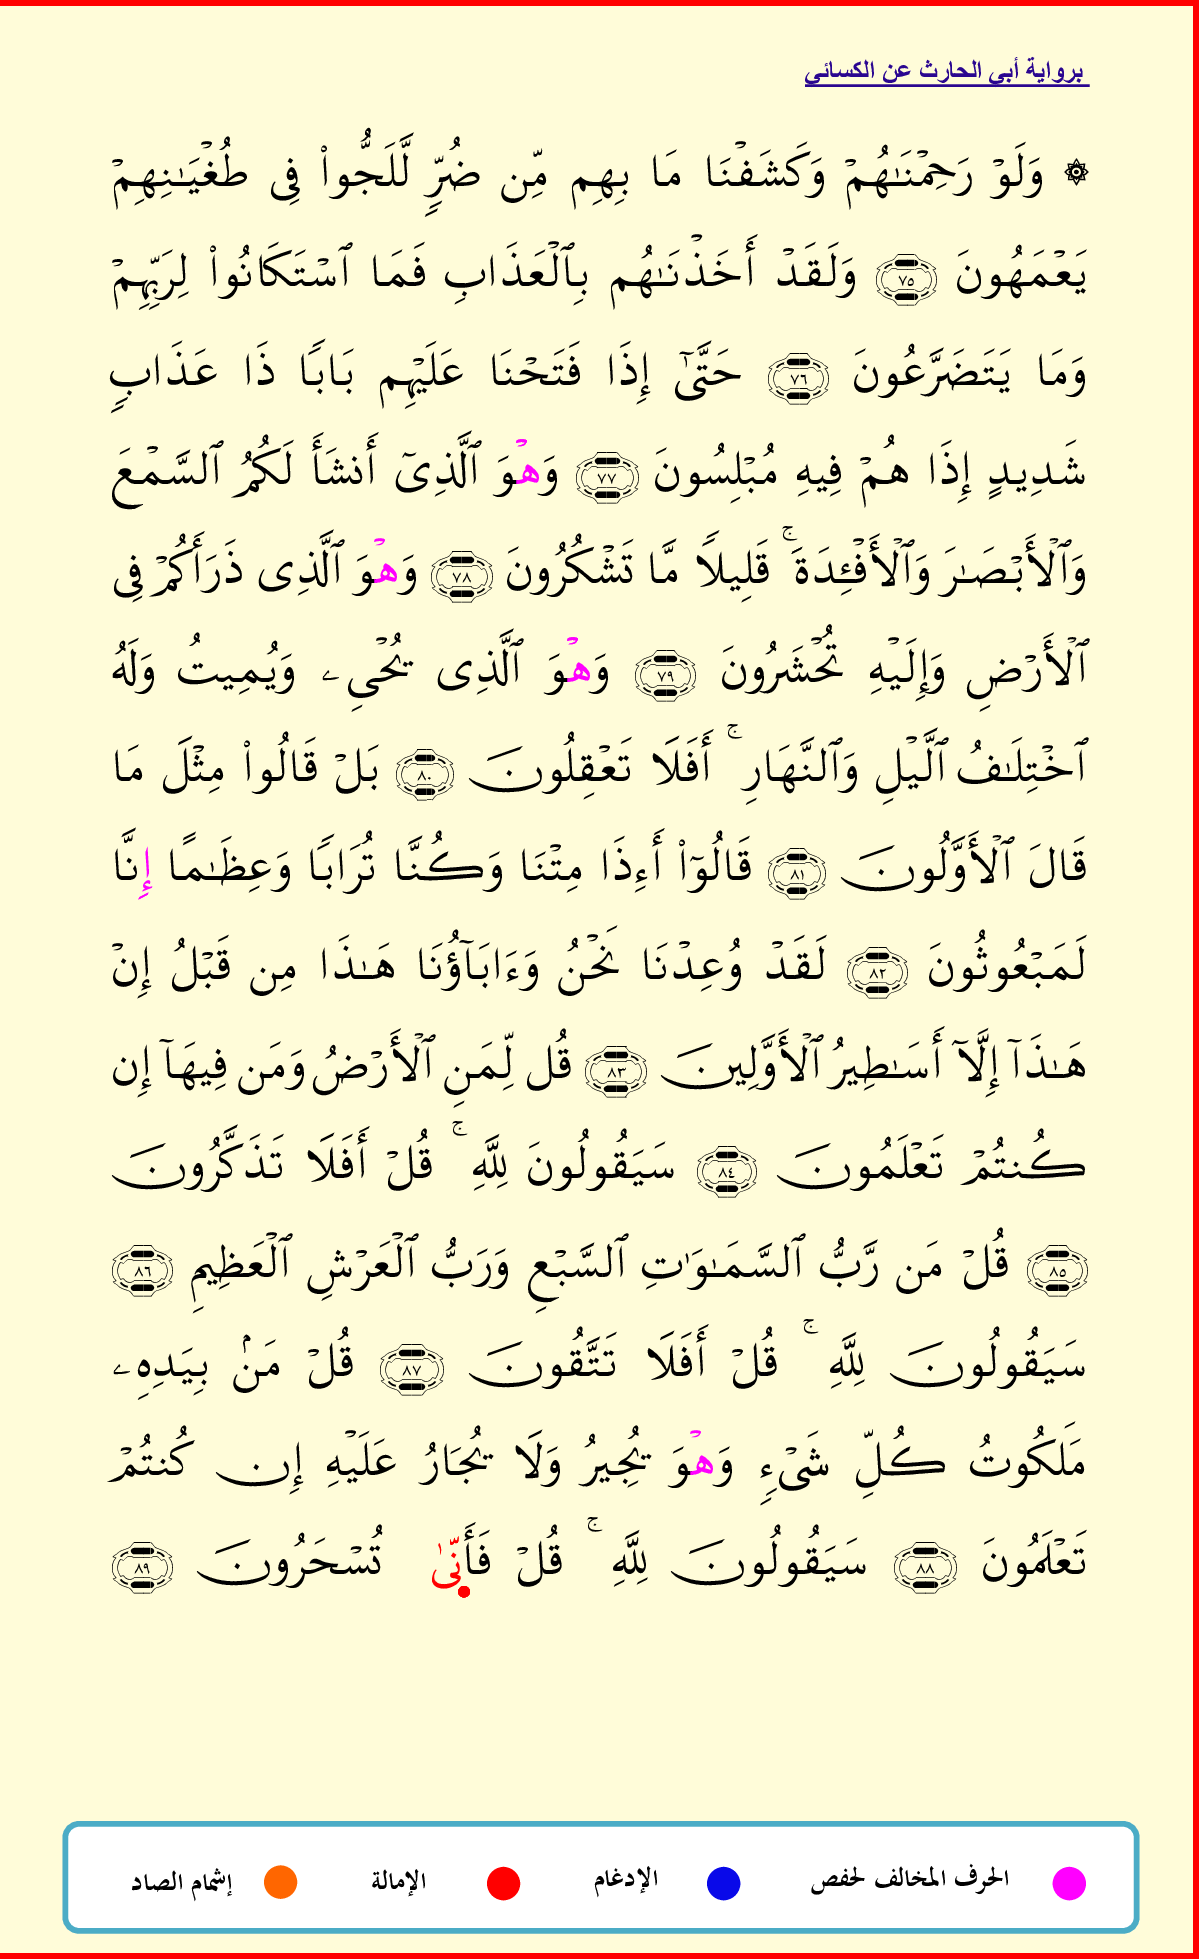 برواية أبي الحارث عن الكسائي
۞ وَلَوۡ رَحِمۡنَٰهُمۡ وَكَشَفۡنَا مَا بِهِم مِّن ضُرّٖ لَّلَجُّواْ فِي طُغۡيَٰنِهِمۡ
يَعۡمَهُونَ ٧٥ وَلَقَدۡ أَخَذۡنَٰهُم بِٱلۡعَذَابِ فَمَا ٱسۡتَكَانُواْ لِرَبِّهِمۡ
وَمَا يَتَضَرَّعُونَ ٧٦ حَتَّىٰٓ إِذَا فَتَحۡنَا عَلَيۡهِم بَابٗا ذَا عَذَابٖ
شَدِيدٍ إِذَا هُمۡ فِيهِ مُبۡلِسُونَ ٧٧ وَهۡوَ ٱلَّذِيٓ أَنشَأَ لَكُمُ ٱلسَّمۡعَ
وَٱلۡأَبۡصَٰرَ وَٱلۡأَفۡـِٔدَةَۚ قَلِيلٗا مَّا تَشۡكُرُونَ ٧٨ وَهۡوَ ٱلَّذِي ذَرَأَكُمۡ فِي
ٱلۡأَرۡضِ وَإِلَيۡهِ تُحۡشَرُونَ ٧٩ وَهۡوَ ٱلَّذِي يُحۡيِۦ وَيُمِيتُ وَلَهُ
ٱخۡتِلَٰفُ ٱلَّيۡلِ وَٱلنَّهَارِۚ أَفَلَا تَعۡقِلُونَ ٨٠ بَلۡ قَالُواْ مِثۡلَ مَا
قَالَ ٱلۡأَوَّلُونَ ٨١ قَالُوٓاْ أَءِذَا مِتۡنَا وَكُنَّا تُرَابٗا وَعِظَٰمًا إِنَّا
لَمَبۡعُوثُونَ ٨٢ لَقَدۡ وُعِدۡنَا نَحۡنُ وَءَابَآؤُنَا هَٰذَا مِن قَبۡلُ إِنۡ
هَٰذَآ إِلَّآ أَسَٰطِيرُ ٱلۡأَوَّلِينَ ٨٣ قُل لِّمَنِ ٱلۡأَرۡضُ وَمَن فِيهَآ إِن
كُنتُمۡ تَعۡلَمُونَ ٨٤ سَيَقُولُونَ لِلَّهِۚ قُلۡ أَفَلَا تَذَكَّرُونَ
٨٥ قُلۡ مَن رَّبُّ ٱلسَّمَٰوَٰتِ ٱلسَّبۡعِ وَرَبُّ ٱلۡعَرۡشِ ٱلۡعَظِيمِ ٨٦
سَيَقُولُونَ لِلَّهِۚ قُلۡ أَفَلَا تَتَّقُونَ ٨٧ قُلۡ مَنۢ بِيَدِهِۦ
مَلَكُوتُ كُلِّ شَيۡءٖ وَهۡوَ يُجِيرُ وَلَا يُجَارُ عَلَيۡهِ إِن كُنتُمۡ
تَعۡلَمُونَ ٨٨ سَيَقُولُونَ لِلَّهِۚ قُلۡ فَأَنّىٰ تُسۡحَرُونَ ٨٩
الحرف المخالف لحفص الإدغام الإمالة إشمام الصاد